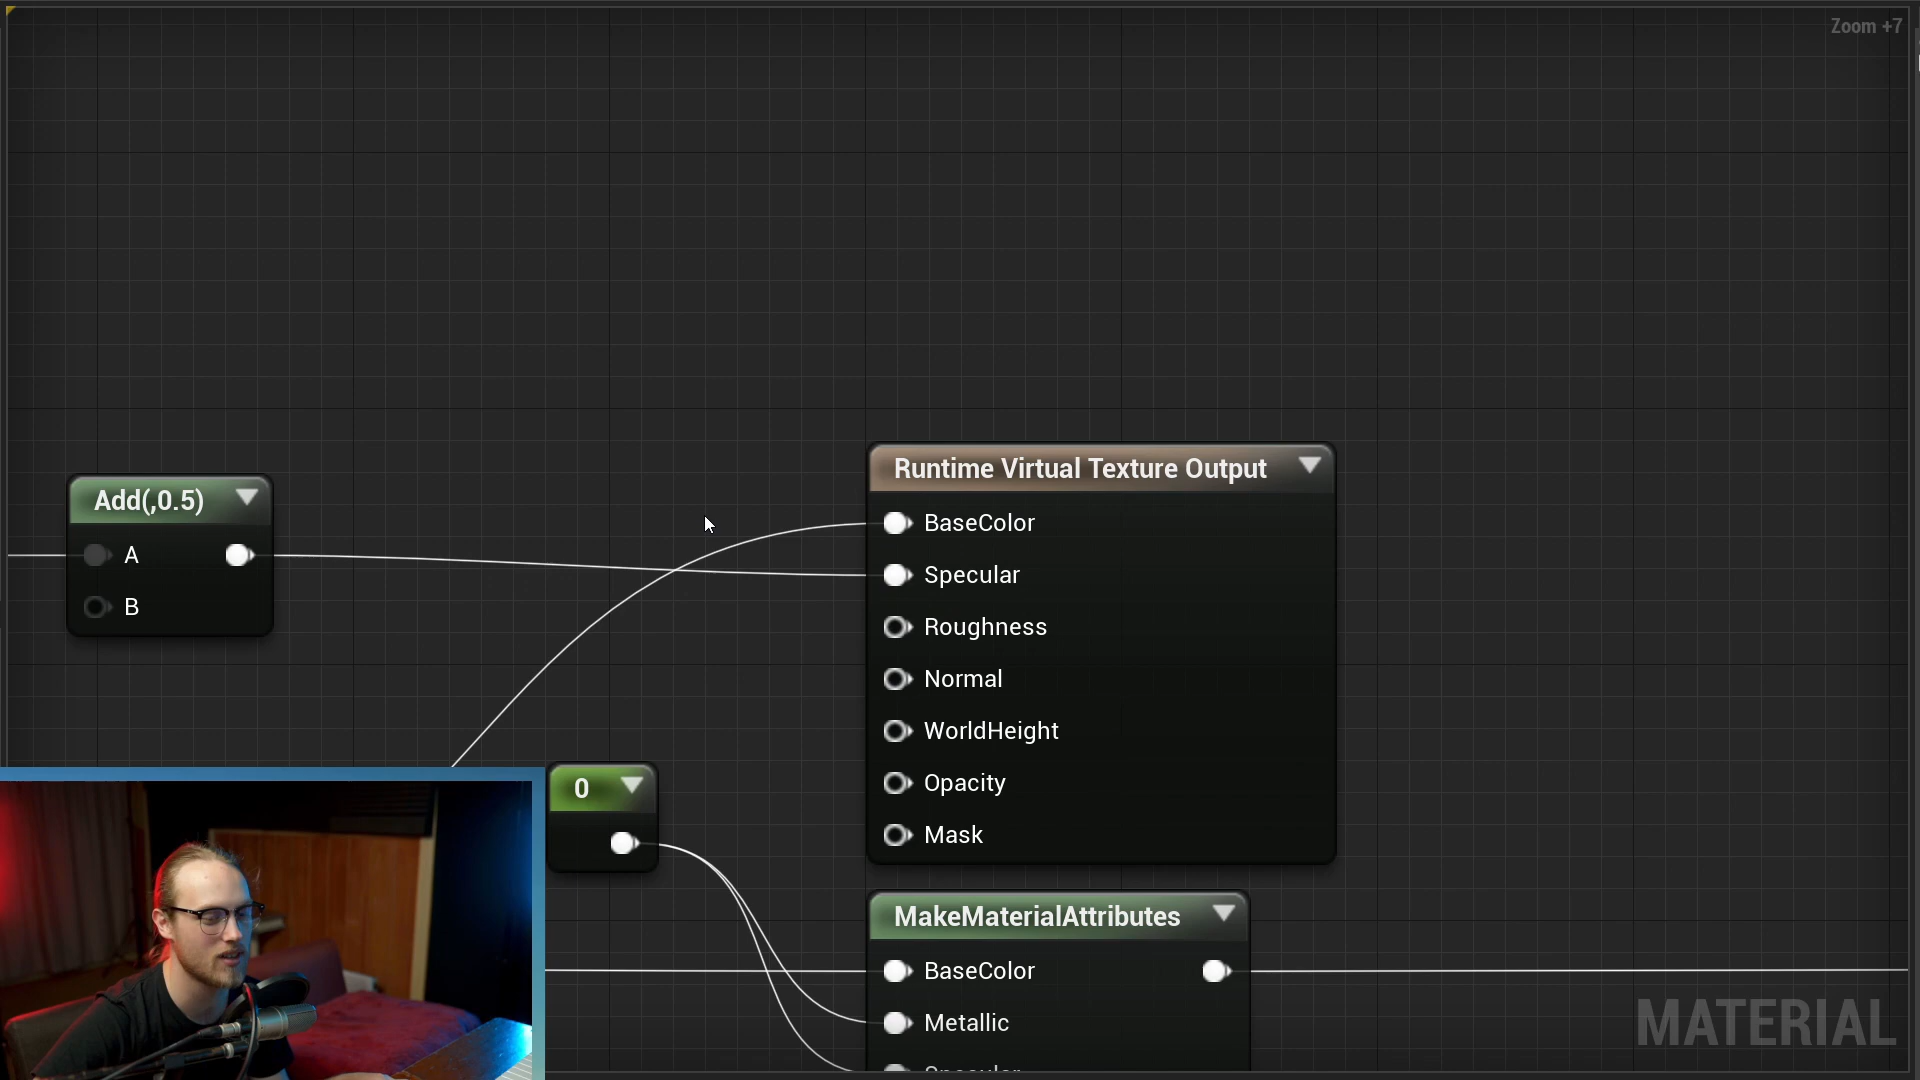 Zoom +7
Runtime Virtual Texture Output
Add(,0.5)
BaseColor
A
Specular
B
Roughness
Normal
WorldHeight
0
Opacity
Mask
MakeMaterialAttributes
BaseColor
Metallic
Specular
MATERIAL